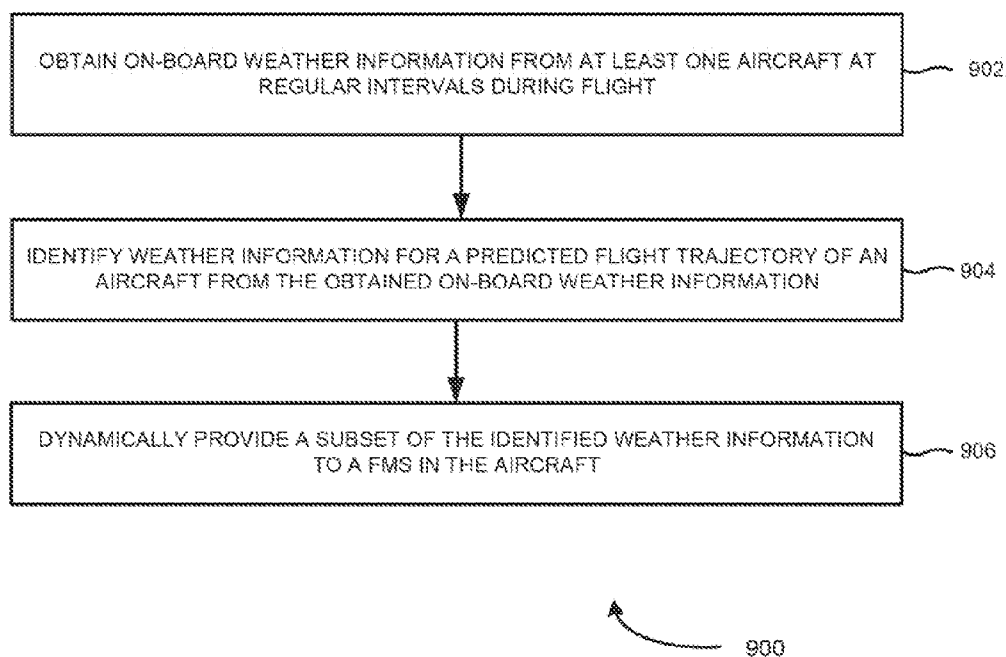 OBTAIN ON-BOARD WEATHER INFORMATION FROM AT LEAST ONE AIRCRAFT AT
REGULAR INTERVALS DURING FLIGHT
902
IDENTIFY WEATHER INFORMATION FOR A PREDICTED FLIGHT TRAJECTORY OF AN
AIRCRAFT FROM THE OBTAINED ON-BOARD WEATHER INFORMATION
904
DYNAMICALLY PROVIDE A SUBSET OF THE IDENTIFIED WEATHER INFORMATION
TO A FMS IN THE AIRCRAFT
906
900